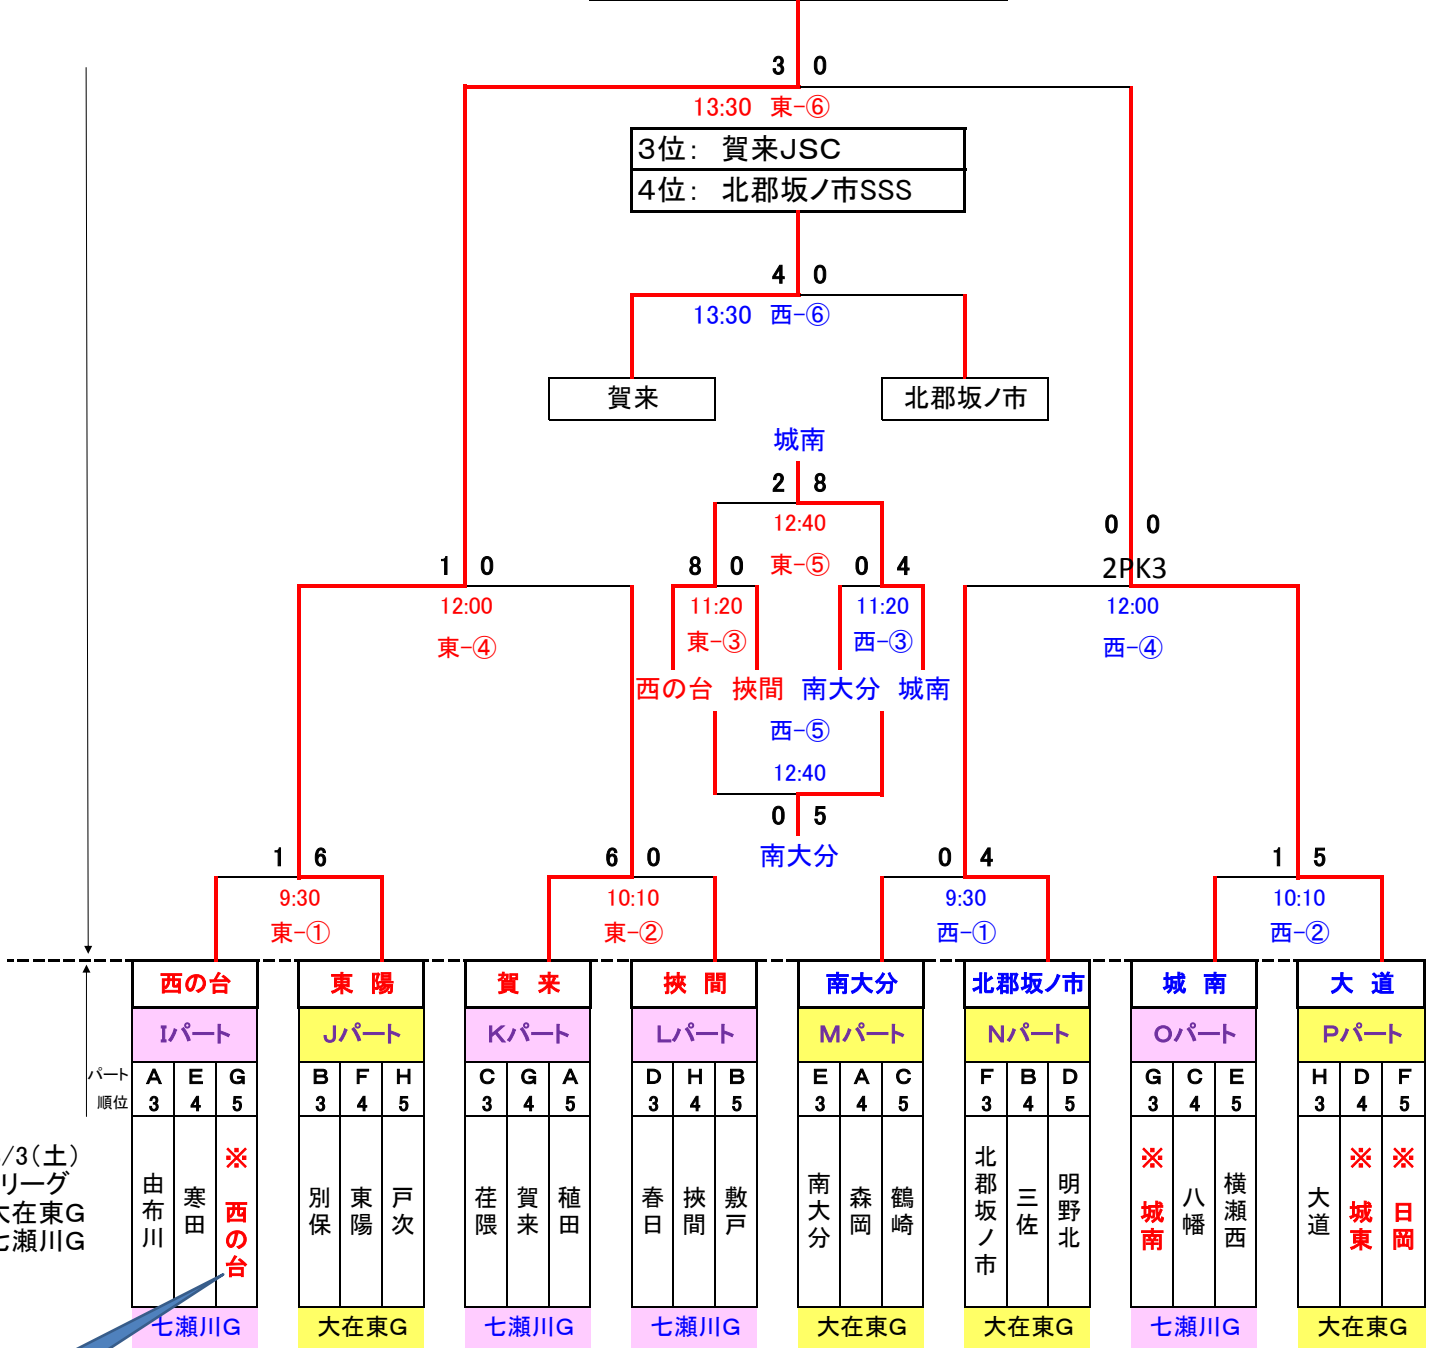 3 0
13:30 東-⑥
3位： 賀来JSC
4位： 北郡坂ノ市SSS
4 0
13:30 西-⑥
賀来 北郡坂ノ市
城南
2 8
12:40
東-⑤
0 0
2PK3
12:00
西-④
1 0
12:00
東-④
8 0
11:20
東-③
0 4
11:20
西-③
西の台 挾間 南大分 城南
西-⑤
12:40
0 5
南大分
1 6
9:30
東-①
6 0
10:10
東-②
0 4
9:30
西-①
1 5
10:10
西-②
西の台 東 陽 賀 来 挾 間 南大分 北郡坂ノ市 城 南 大 道
Iパート Jパート Kパート Lパート Mパート Nパート Oパート Pパート
パート A E G B F H C G A D H B E A C F B D G C E H D F
順位 3 4 5 3 4 5 3 4 5 3 4 5 3 4 5 3 4 5 3 4 5 3 4 5
/3(土)
リーグ
大在東G
七瀬川G
由布川
寒田
※ 西の台
別保
東陽
戸次
荏隈
賀来
稙田
春日
挾間
敷戸
南大分
森岡
鶴崎
北郡坂ノ市
三佐
明野北
※ 城南
八幡
横瀬西
大道
※ 城東
※ 日岡
七瀬川G 大在東G 七瀬川G 七瀬川G 大在東G 大在東G 七瀬川G 大在東G